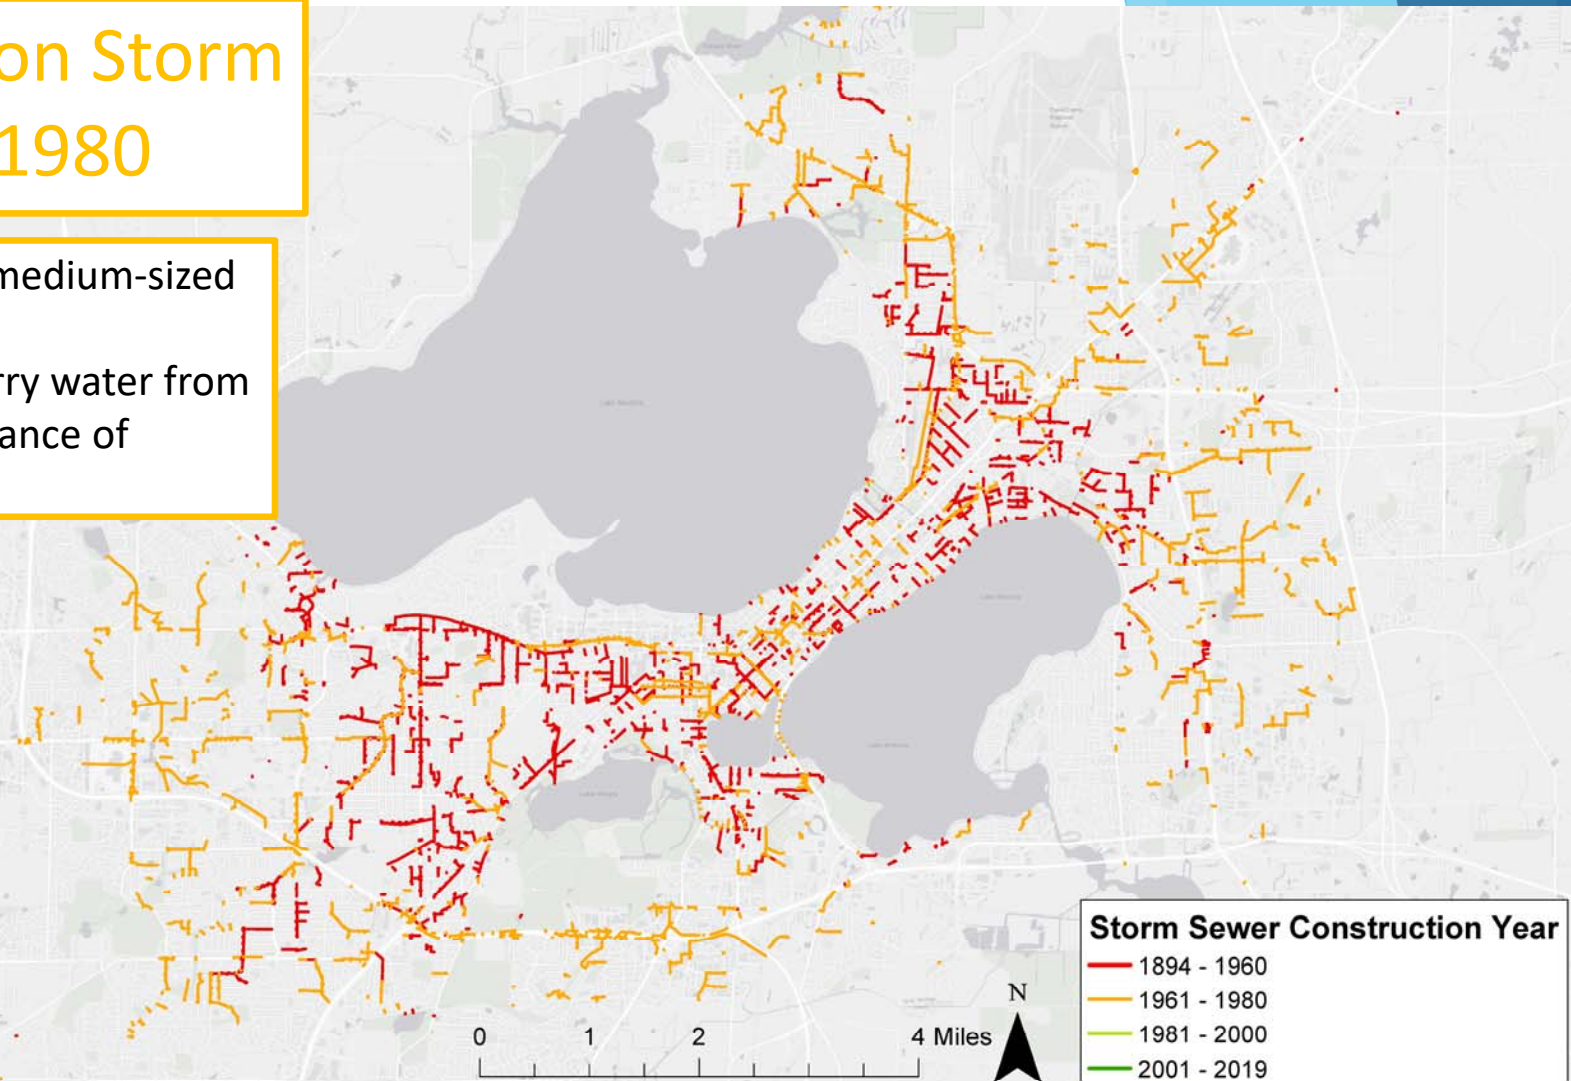 on Storm
1980
medium-sized
rry water from
ance of
Storm Sewer Construction Year
1894 - 1960
1961 - 1980
1981 - 2000
2001 - 2019
N
0 1 2 4 Miles